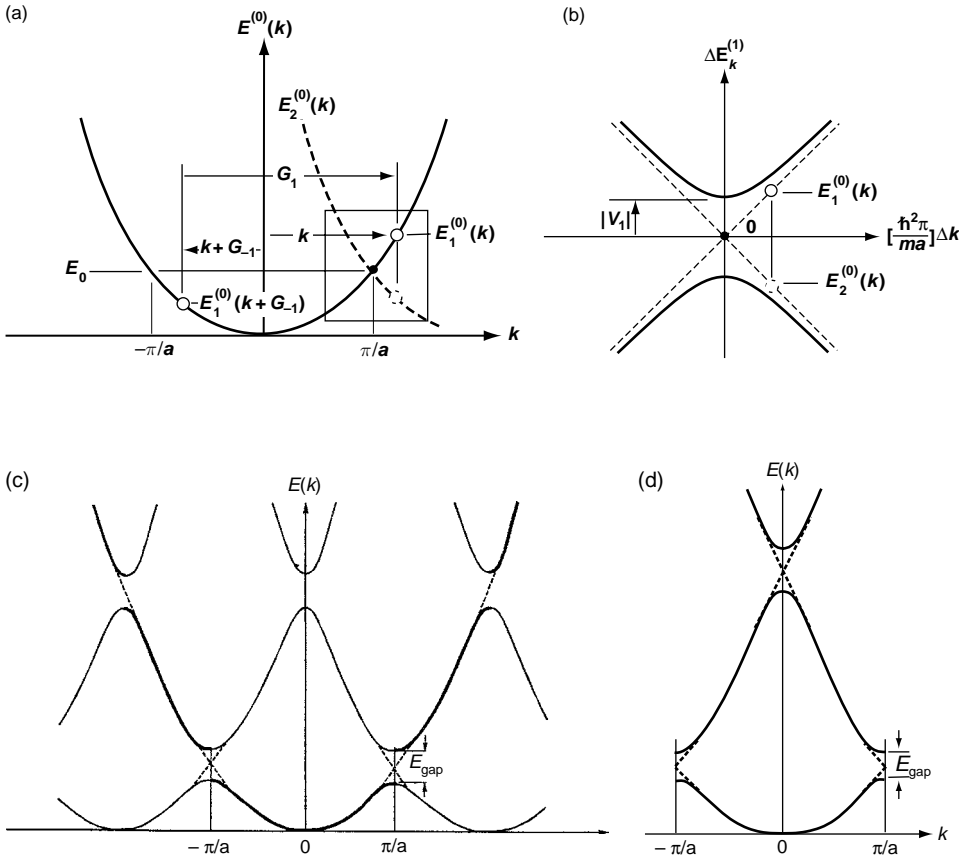 (a)
E^(0)(k)
E_2^(0)(k)
G_1
k
E_1^(0)(k)
k + G_–1
E_0
E_1^(0)(k + G_–1)
k
–π/a
π/a
(b)
ΔE_k^(1)
E_1^(0)(k)
|V_1|
0
[ħ²π/ma]Δk
E_2^(0)(k)
(c)
E(k)
E_gap
– π/a
0
π/a
(d)
E(k)
E_gap
– π/a
0
π/a
k